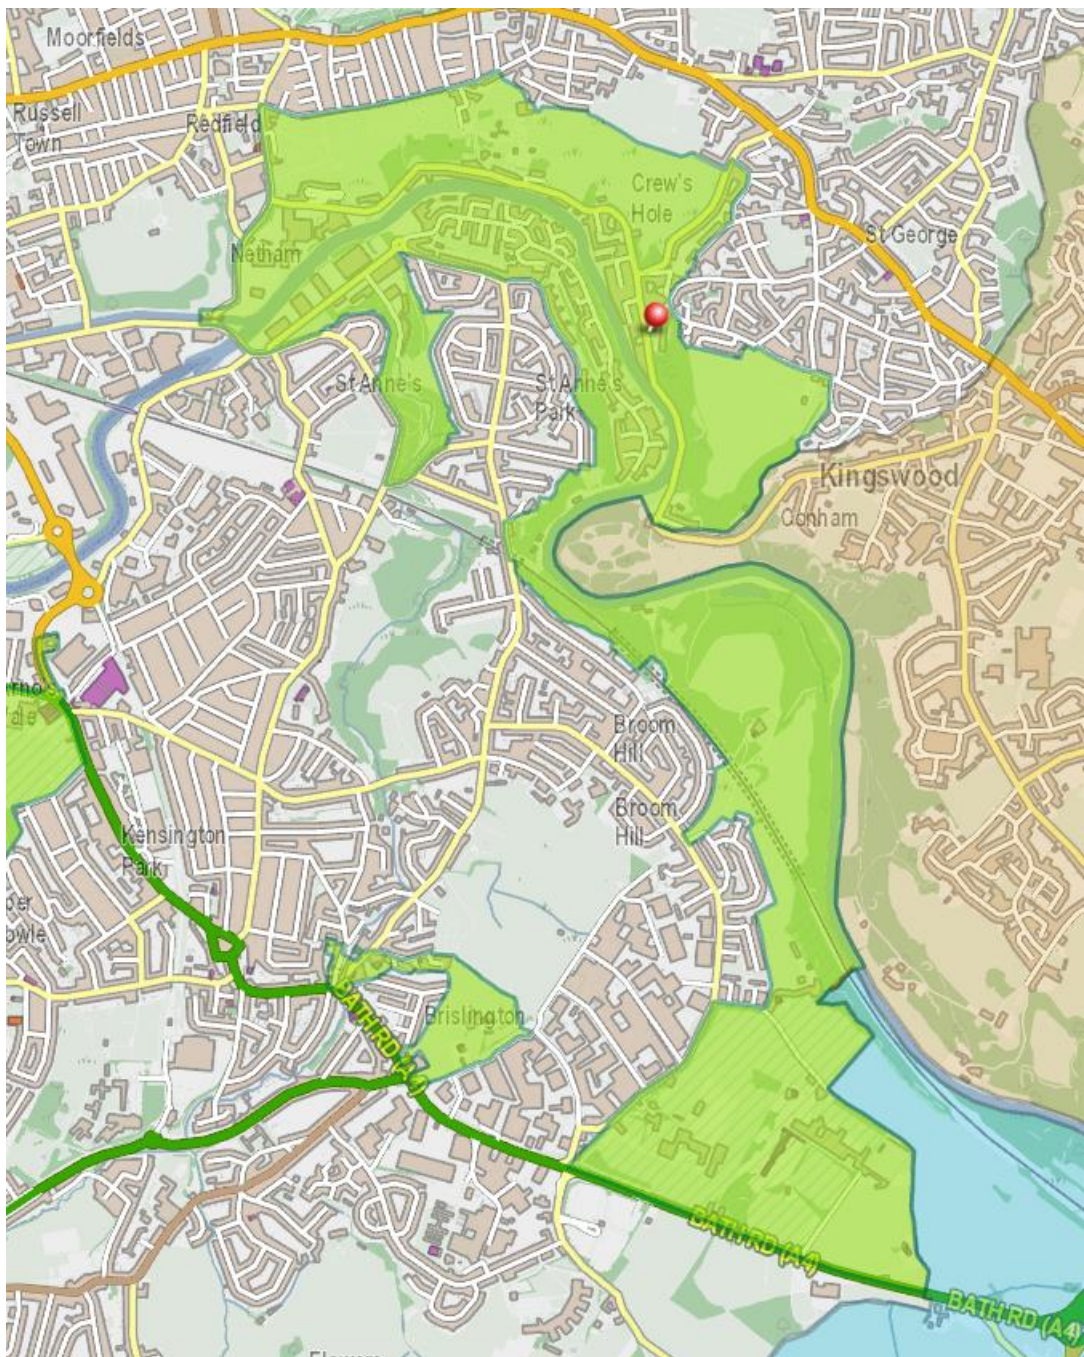 Moorfields
Russell
Town
Redfield
Crew's
Hole
St George
Netham
St Anne's
St Anne's
Park
Kingswood
Conham
Broom
Hill
Broom
Hill
Kensington
Park
Brislington
BATH RD (A4)
BATH RD (A4)
BATH RD (A4)